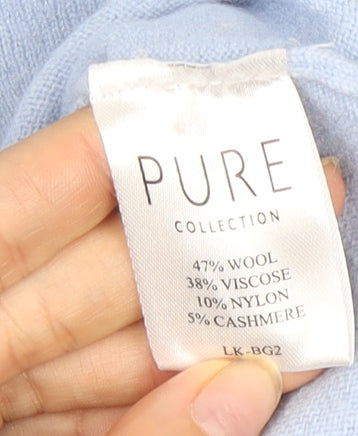 PURE
COLLECTION
47% WOOL
38% VISCOSE
10% NYLON
5% CASHMERE
LK-BG2